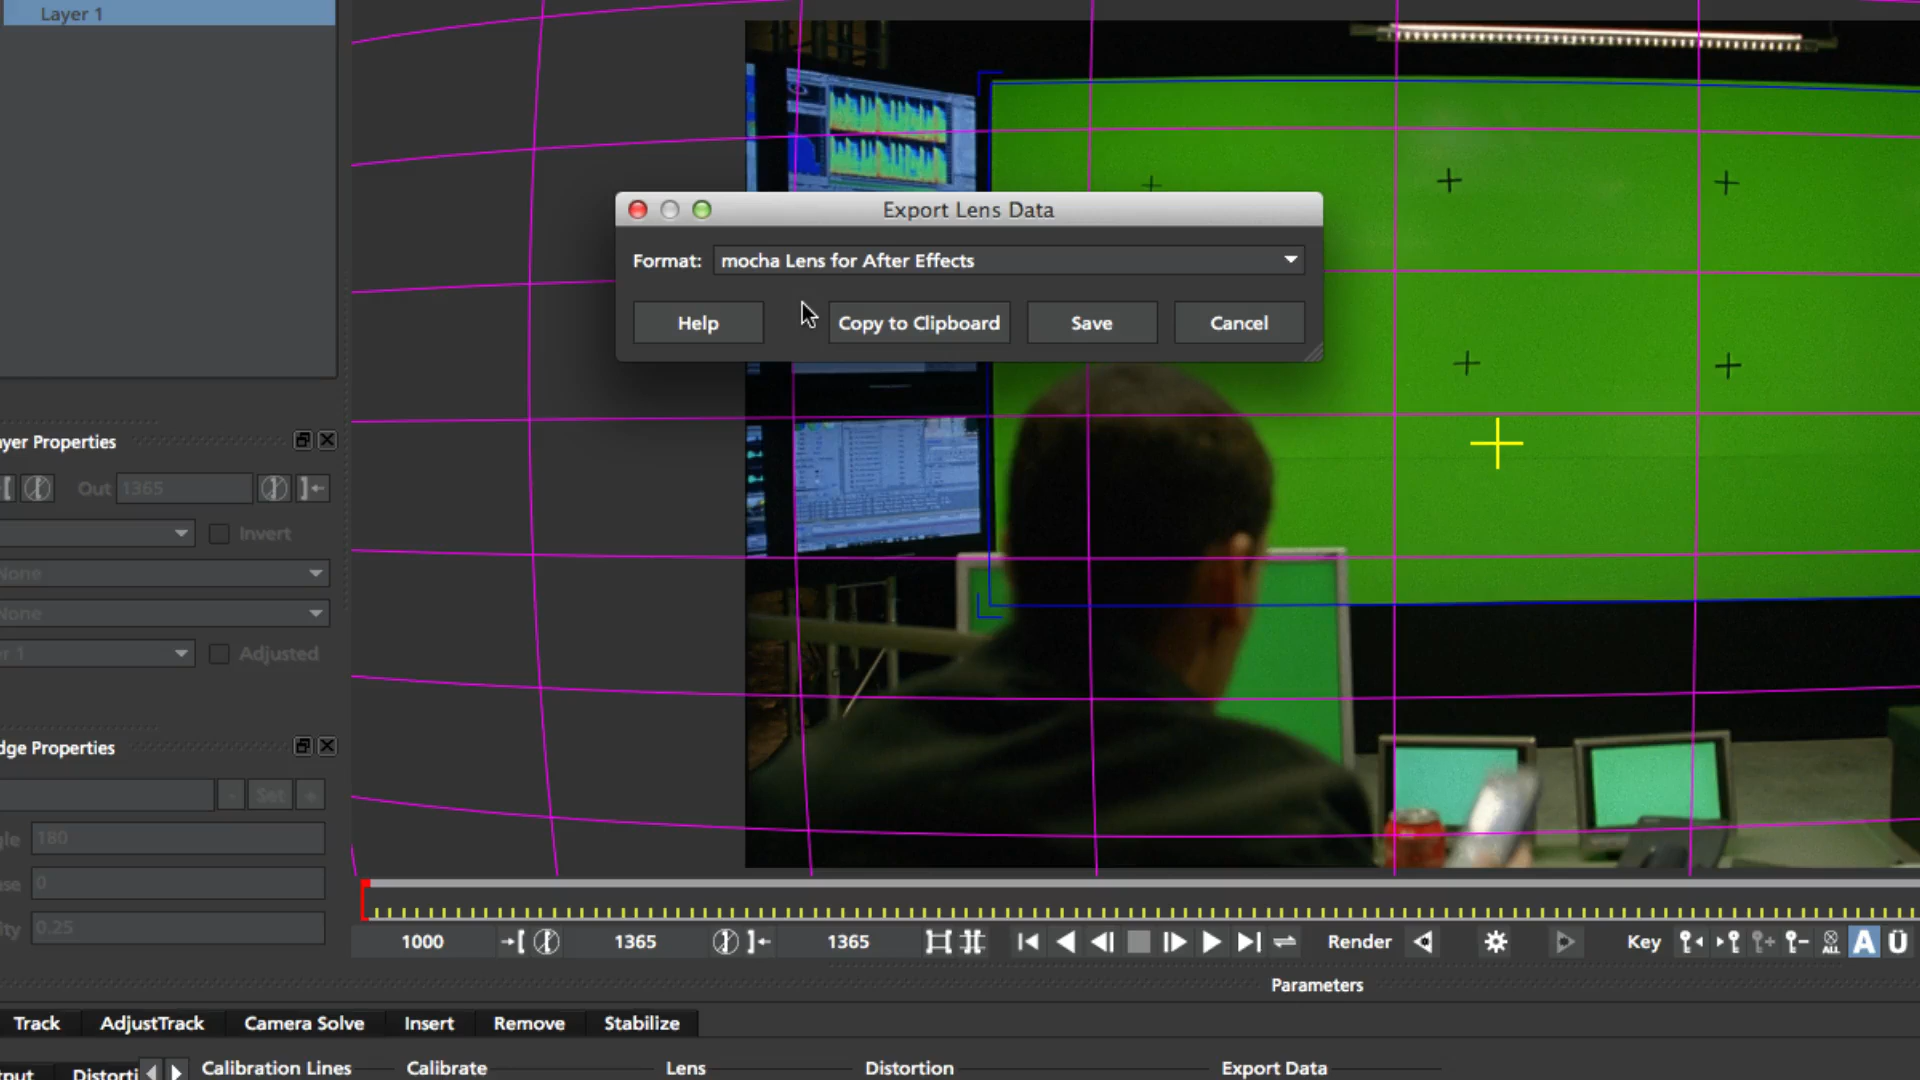 Layer 1
Export Lens Data
Format: mocha Lens for After Effects
Help Copy to Clipboard Save Cancel
ayer Properties
Out 1365
Invert
None
None
er 1 Adjusted
dge Properties
- Set +
gle 180
ase 0
ity 0.25
1000 1365 1365 Render Key ALL A Ü
Parameters
Track AdjustTrack Camera Solve Insert Remove Stabilize
tput Distorti Calibration Lines Calibrate Lens Distortion Export Data